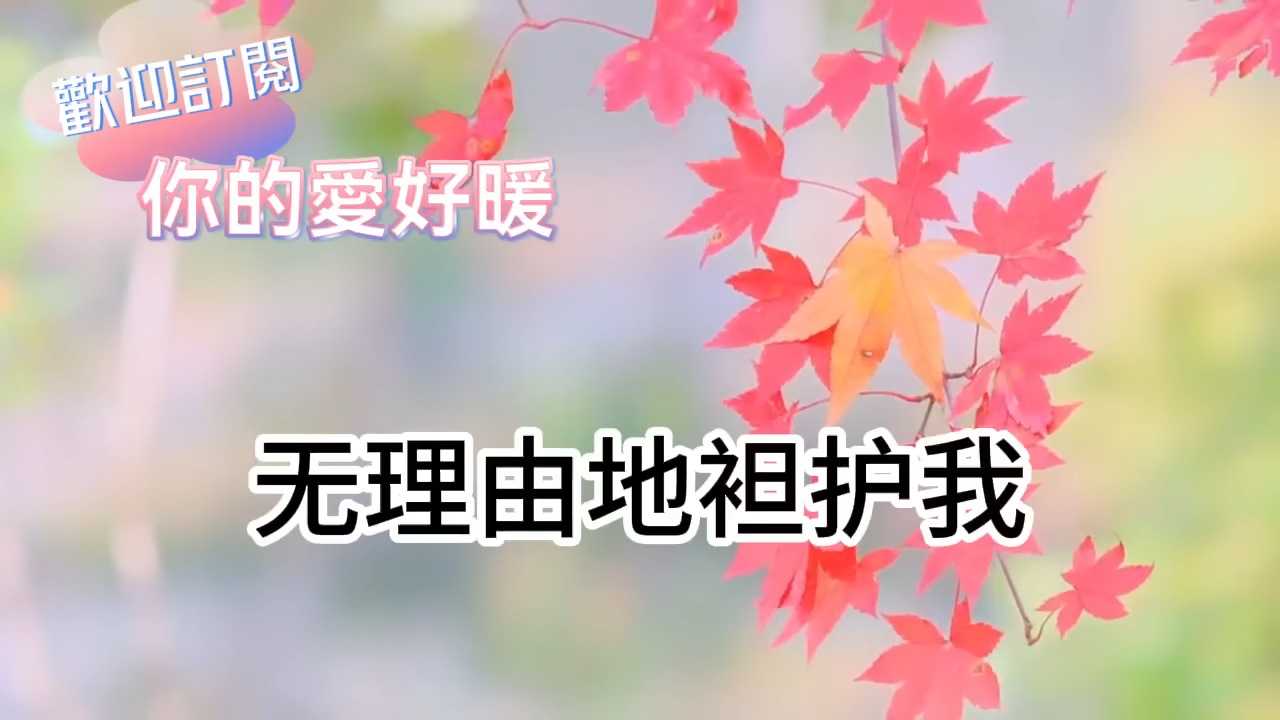 歡迎訂閱
你的愛好暖
无理由地袒护我